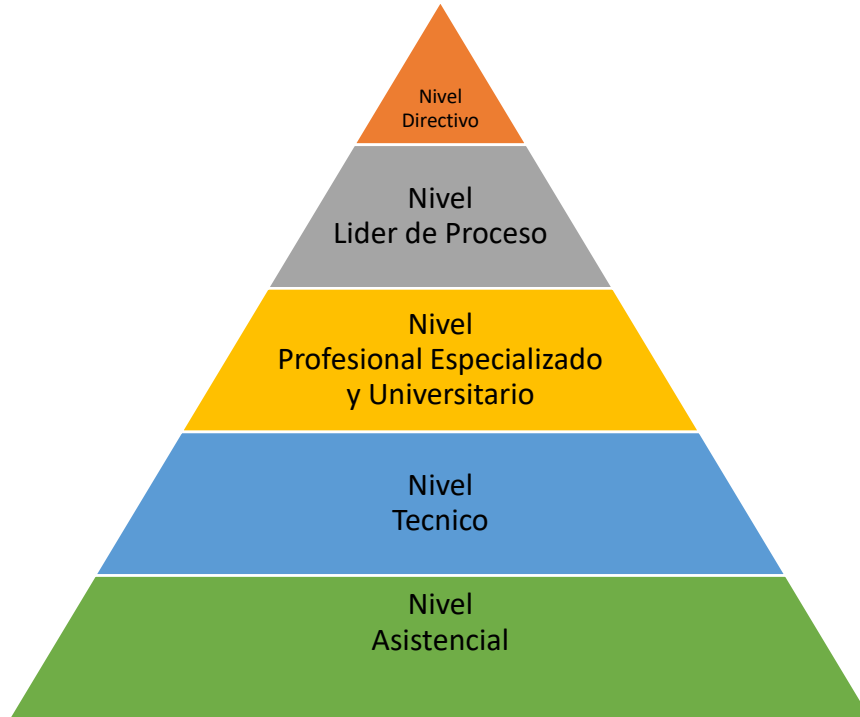 Nivel
Directivo
Nivel
Lider de Proceso
Nivel
Profesional Especializado
y Universitario
Nivel
Tecnico
Nivel
Asistencial